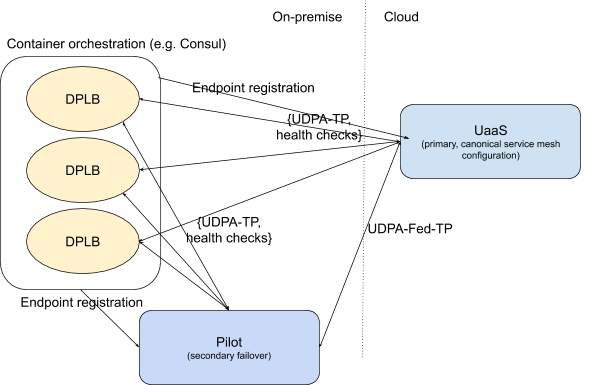 On-premise
Cloud
Container orchestration (e.g. Consul)
Endpoint registration
DPLB
{UDPA-TP,
health checks}
UaaS
(primary, canonical service mesh
configuration)
DPLB
{UDPA-TP,
health checks}
UDPA-Fed-TP
DPLB
Endpoint registration
Pilot
(secondary failover)